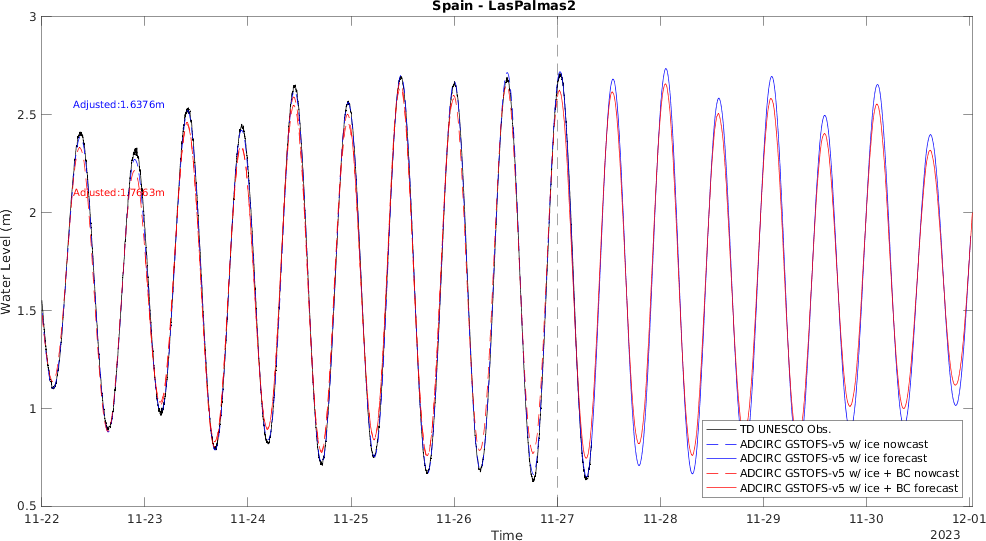 Spain - LasPalmas2
3
2.5
2
1.5
1
0.5
Water Level (m)
Adjusted:1.6376m
Adjusted:1.7663m
TD UNESCO Obs.
ADCIRC GSTOFS-v5 w/ ice nowcast
ADCIRC GSTOFS-v5 w/ ice forecast
ADCIRC GSTOFS-v5 w/ ice + BC nowcast
ADCIRC GSTOFS-v5 w/ ice + BC forecast
11-22 11-23 11-24 11-25 11-26 11-27 11-28 11-29 11-30 12-01
Time
2023